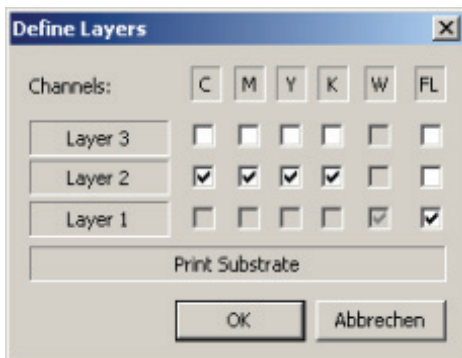 Define Layers
Channels: C M Y K W FL
Layer 3
Layer 2
Layer 1
Print Substrate
OK Abbrechen